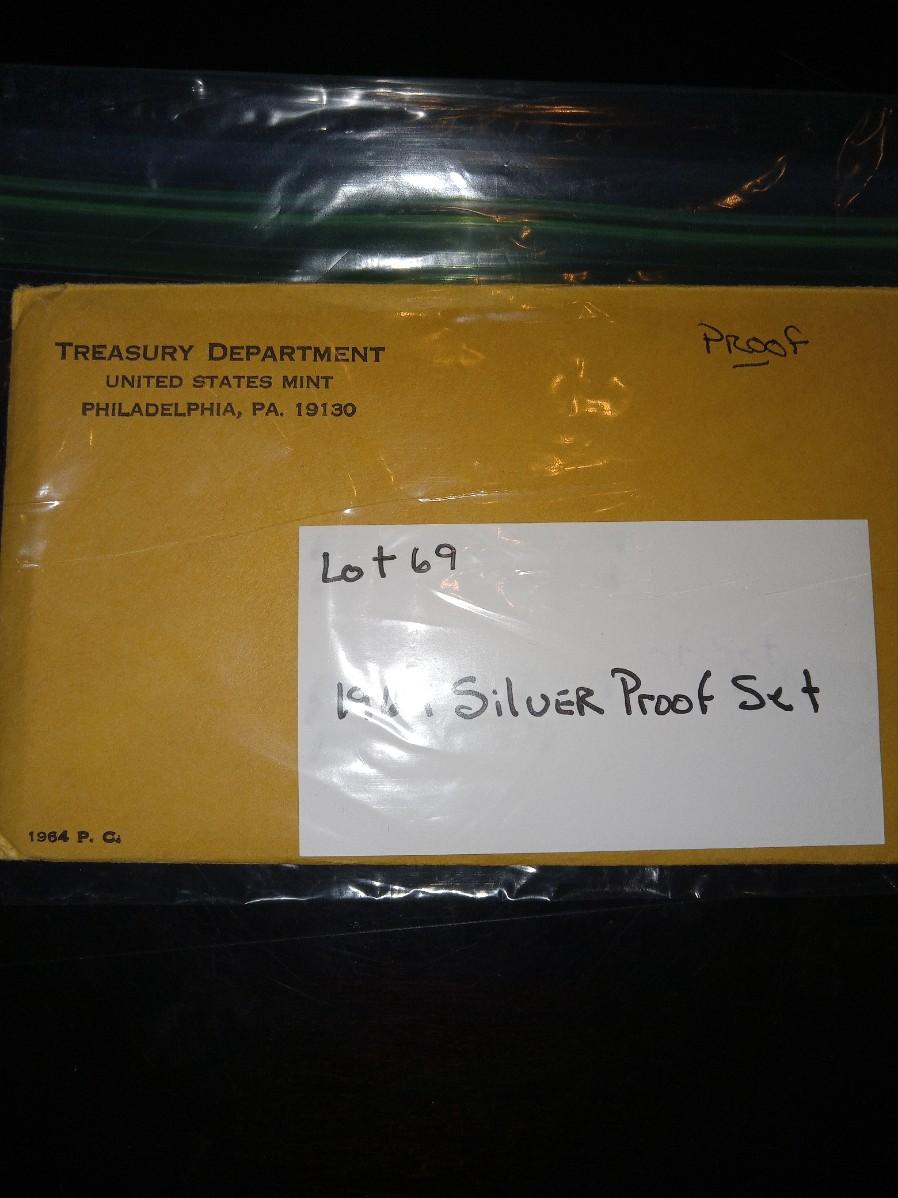 TREASURY DEPARTMENT
UNITED STATES MINT
PHILADELPHIA, PA. 19130
PROOF
Lot 69
SilVER Proof Set
1964 P. C.